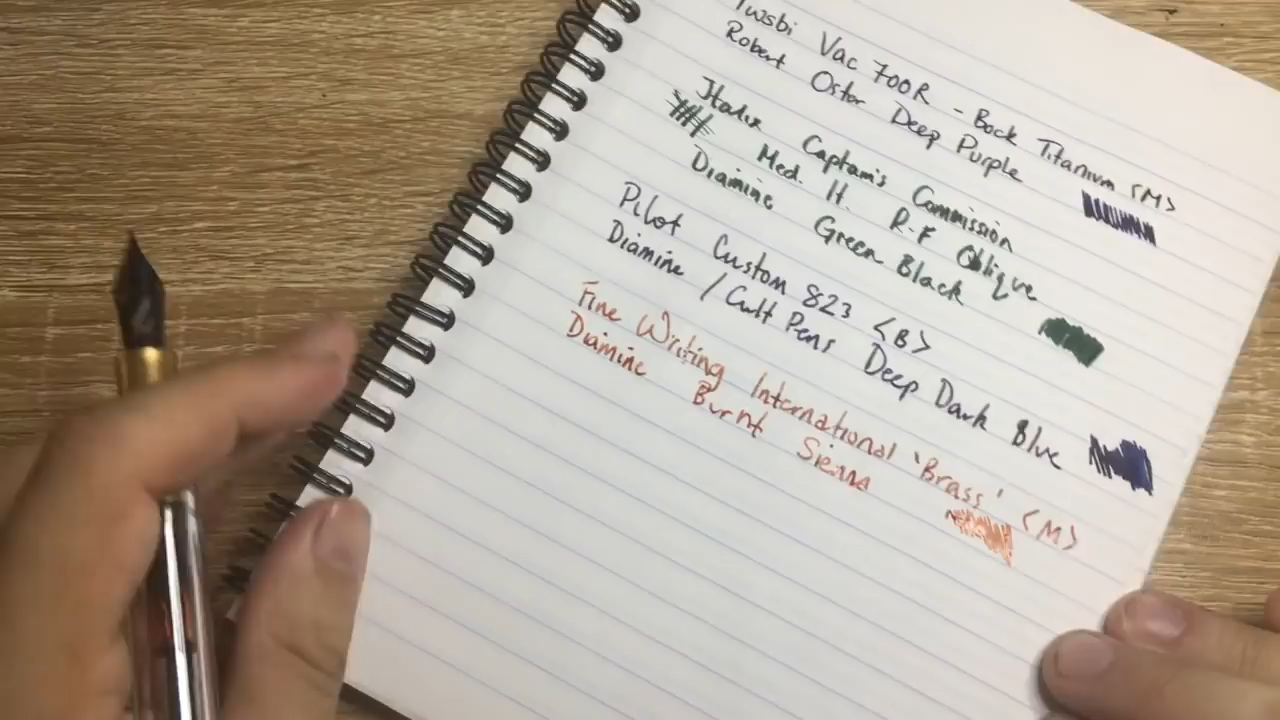 Twsbi Vac 700R - Bock Titanium <M>
Robert Oster Deep Purple
Italix Captain's Commission
Med. It. R-F Oblique
Diamine Green Black
Pilot Custom 823 <B>
Diamine / Cult Pens Deep Dark Blue
Fine Writing International 'Brass' <M>
Diamine Burnt Sienna